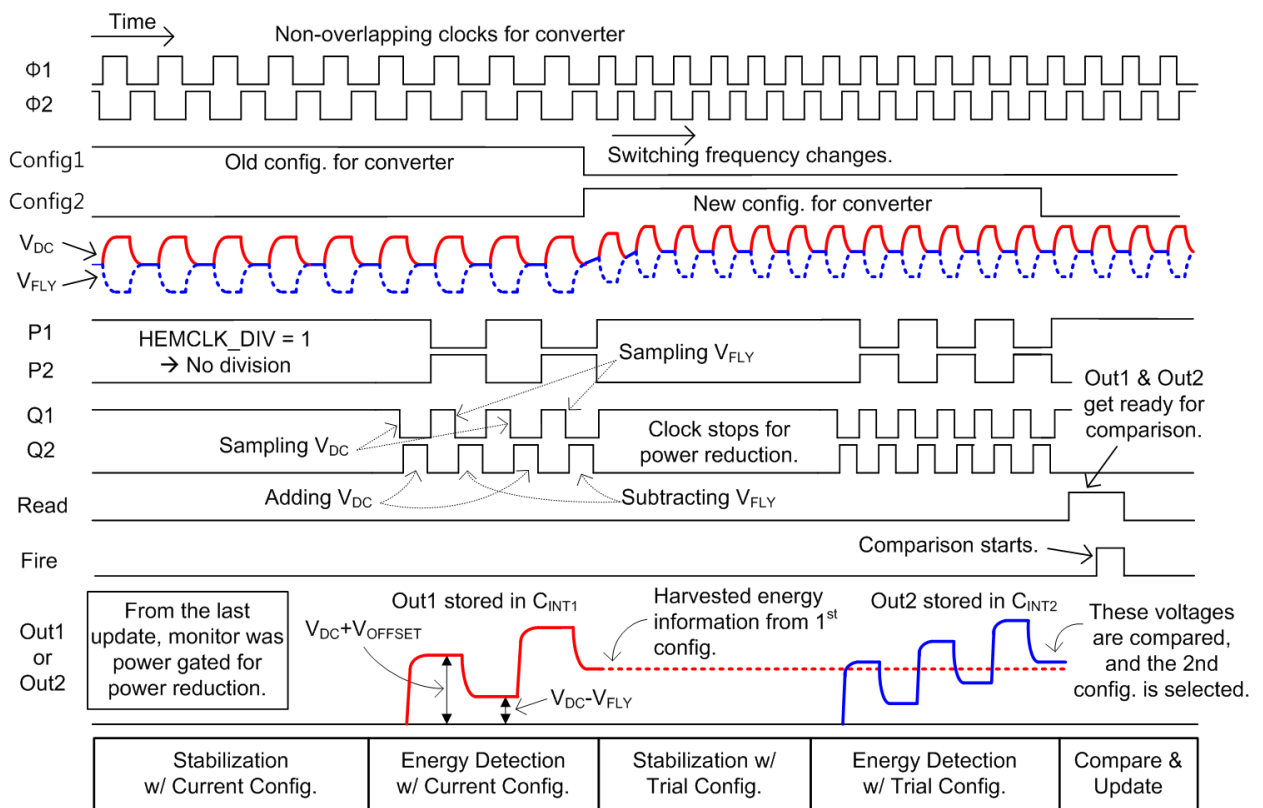 Time
Non-overlapping clocks for converter
Φ1
Φ2
Config1
Old config. for converter
Switching frequency changes.
Config2
New config. for converter
VDC
VFLY
P1
HEMCLK_DIV = 1
P2
→ No division
Sampling VFLY
Out1 & Out2
get ready for
comparison.
Q1
Sampling VDC
Q2
Clock stops for
power reduction.
Adding VDC
Subtracting VFLY
Read
Fire
Comparison starts.
Out1
or
Out2
From the last
update, monitor was
power gated for
power reduction.
Out1 stored in CINT1
VDC+VOFFSET
VDC-VFLY
Harvested energy
information from 1st
config.
Out2 stored in CINT2
These voltages
are compared,
and the 2nd
config. is selected.
Stabilization
w/ Current Config.
Energy Detection
w/ Current Config.
Stabilization w/
Trial Config.
Energy Detection
w/ Trial Config.
Compare &
Update